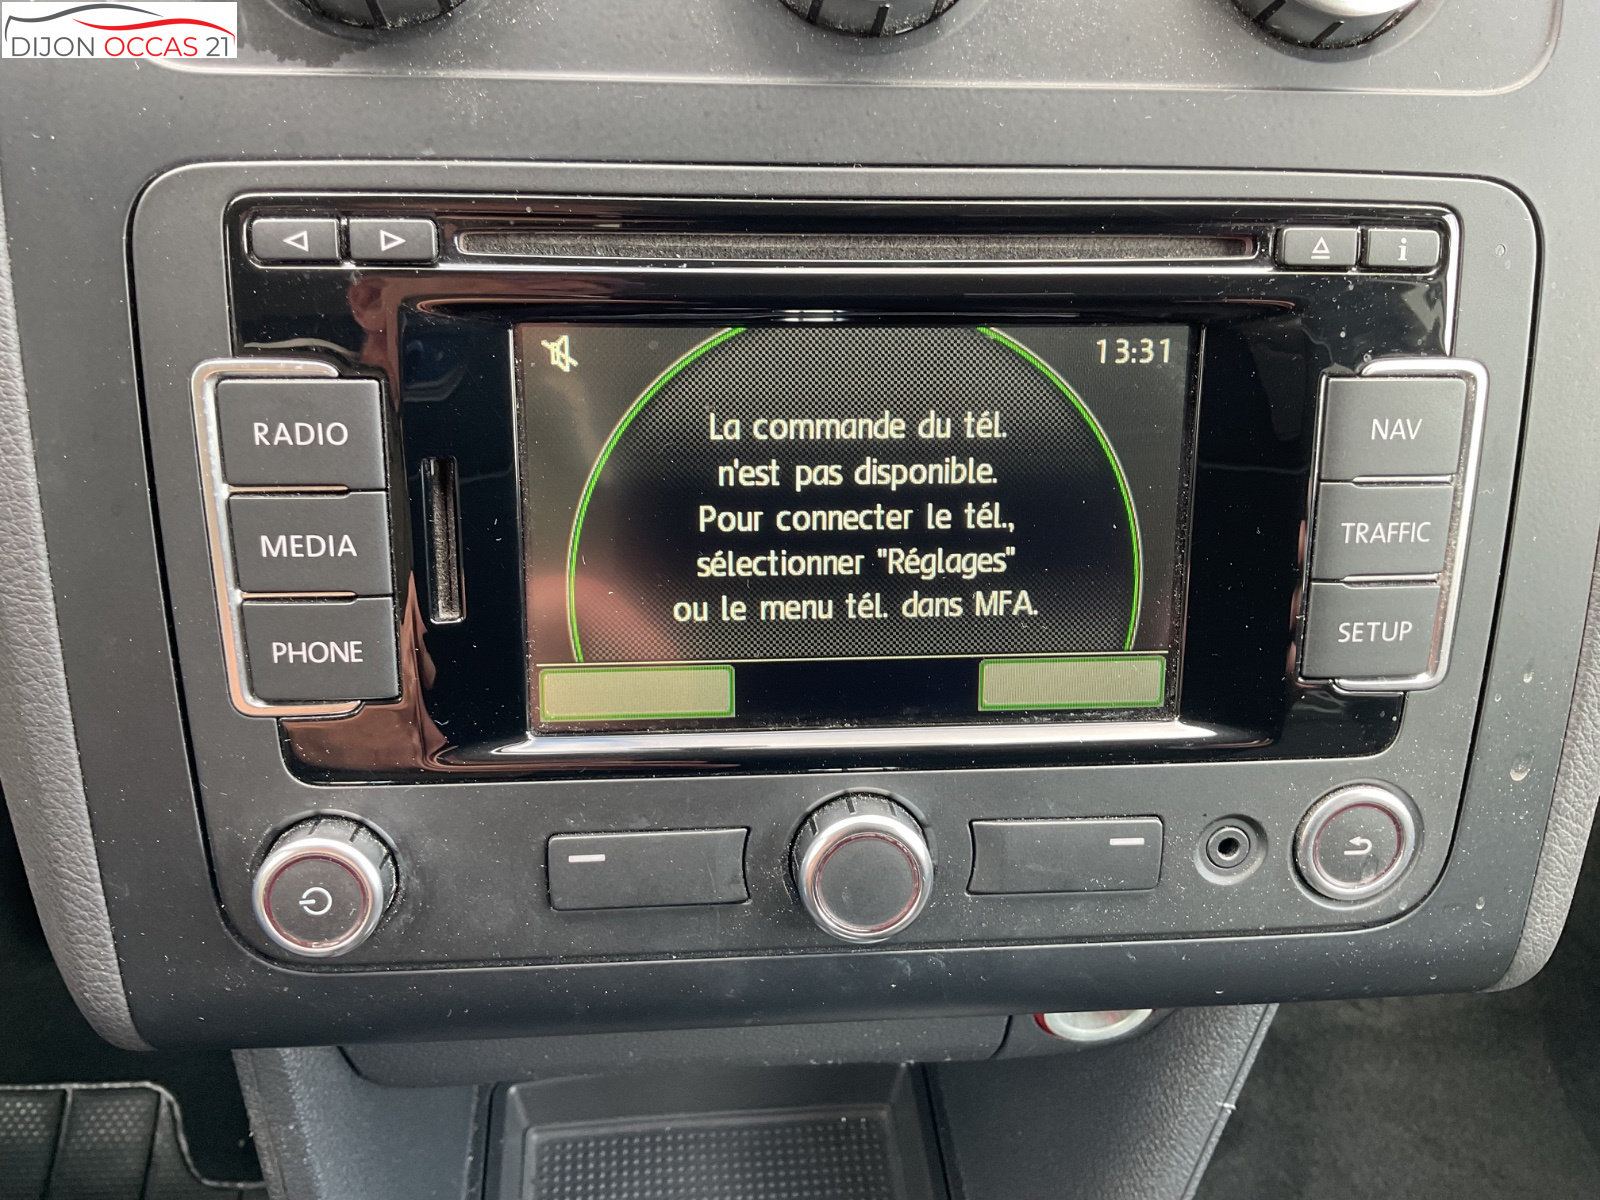 DIJON OCCAS 21
i
13:31
RADIO
MEDIA
PHONE
La commande du tél.
n'est pas disponible.
Pour connecter le tél.,
sélectionner "Réglages"
ou le menu tél. dans MFA.
NAV
TRAFFIC
SETUP